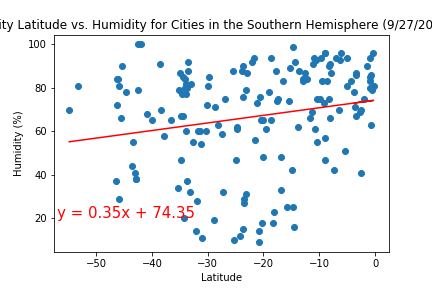 ity Latitude vs. Humidity for Cities in the Southern Hemisphere (9/27/20
100
80
60
40
20
Humidity (%)
y = 0.35x + 74.35
−50 −40 −30 −20 −10 0
Latitude